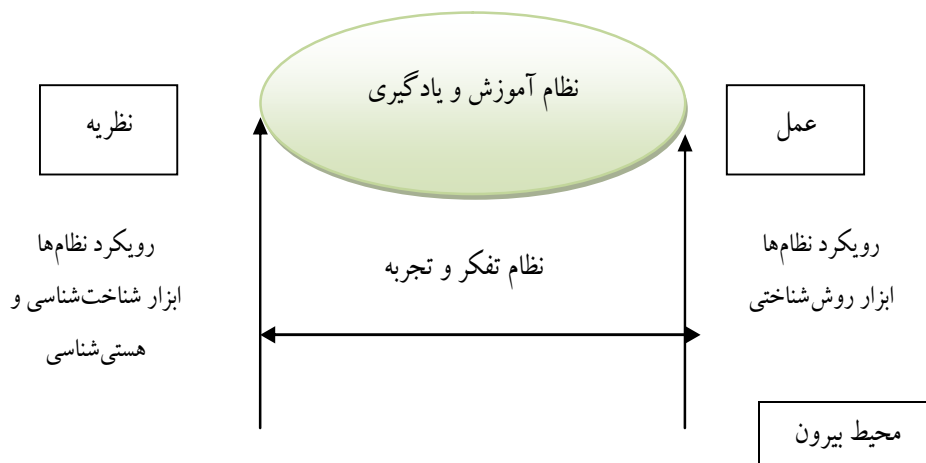 نظام آموزش و یادگیری
عمل
نظریه
رویکرد نظام‌ها
ابزار روش‌شناختی
نظام تفکر و تجربه
رویکرد نظام‌ها
ابزار شناخت‌شناسی و
هستی‌شناسی
محیط بیرون